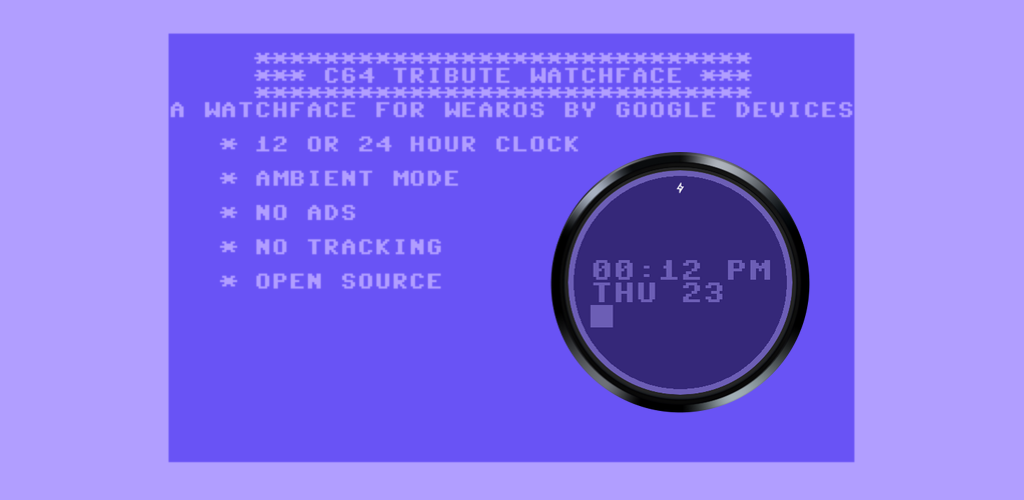 *****************************
*** C64 TRIBUTE WATCHFACE ***
*****************************
A WATCHFACE FOR WEAROS BY GOOGLE DEVICES
* 12 OR 24 HOUR CLOCK
* AMBIENT MODE
* NO ADS
* NO TRACKING
* OPEN SOURCE
00:12 PM
THU 23